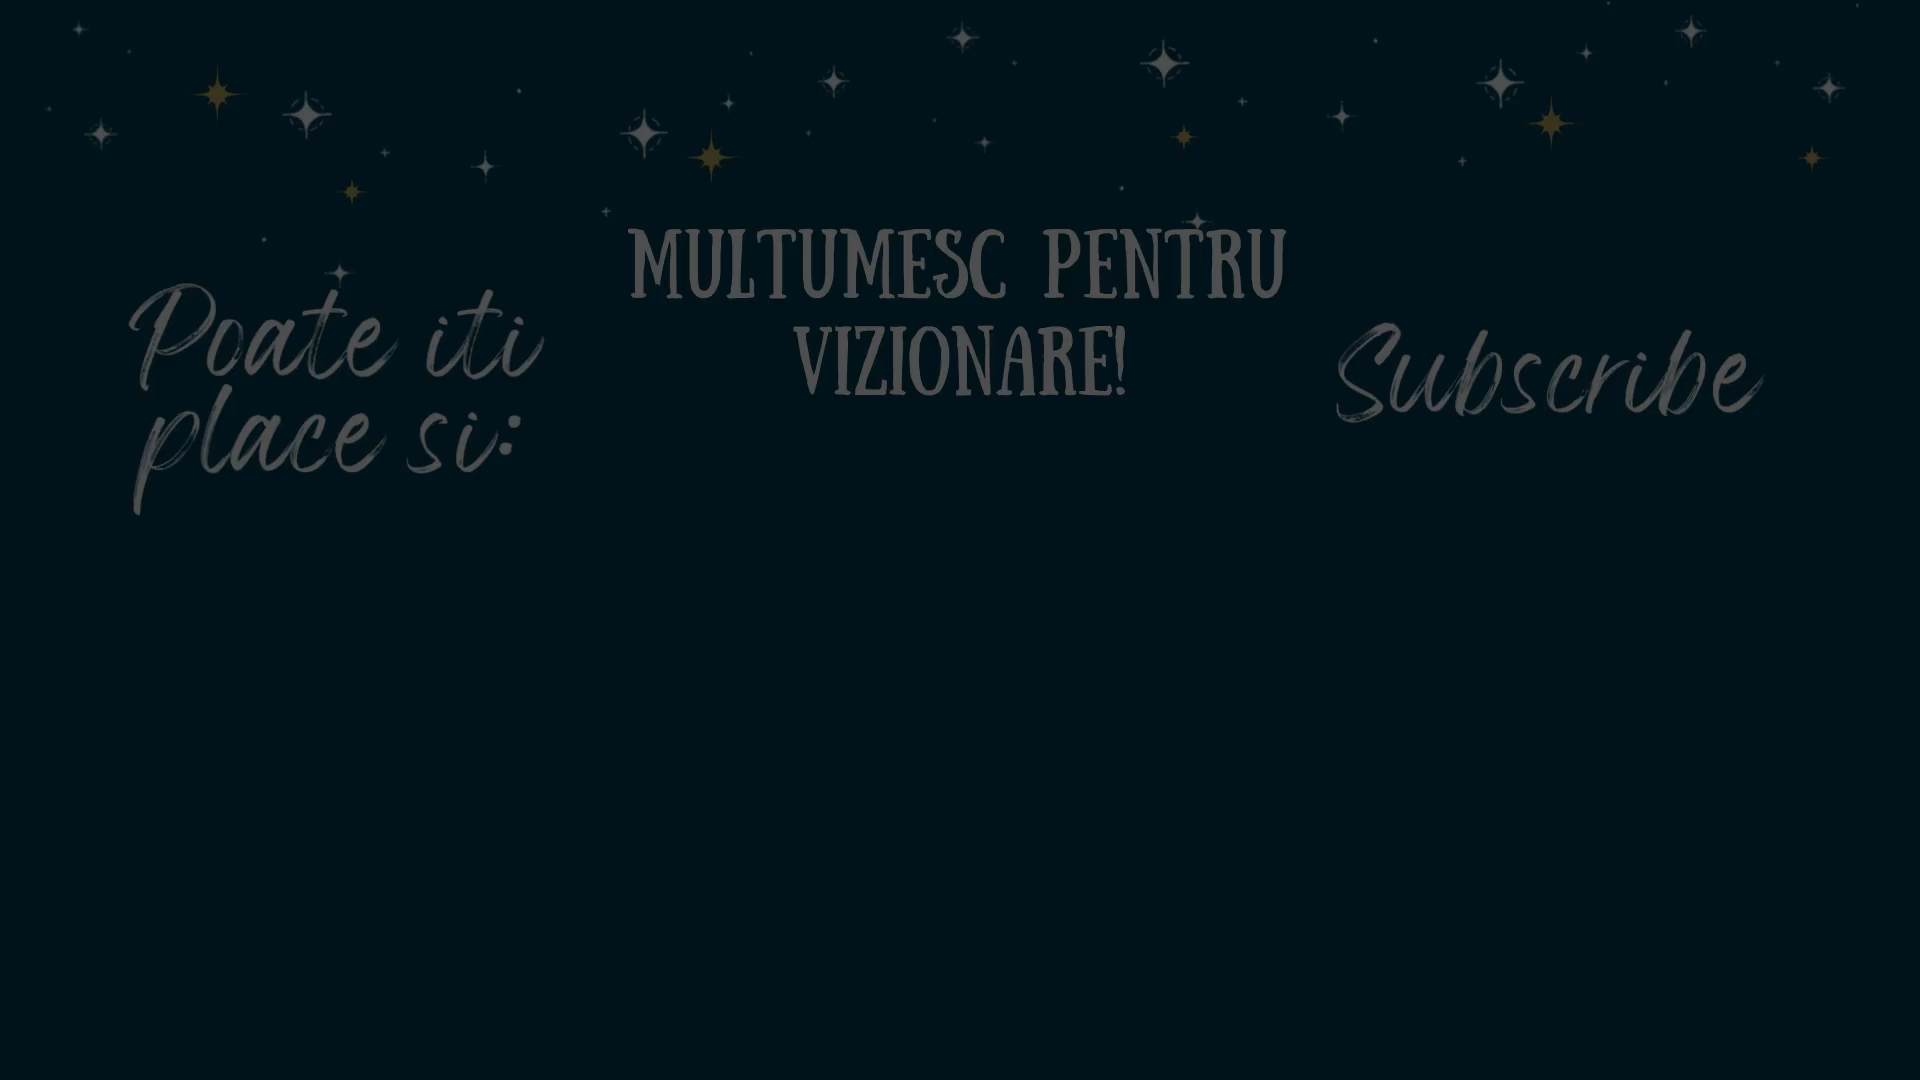 Poate iti
place si:
MULTUMESC PENTRU
VIZIONARE!
Subscribe